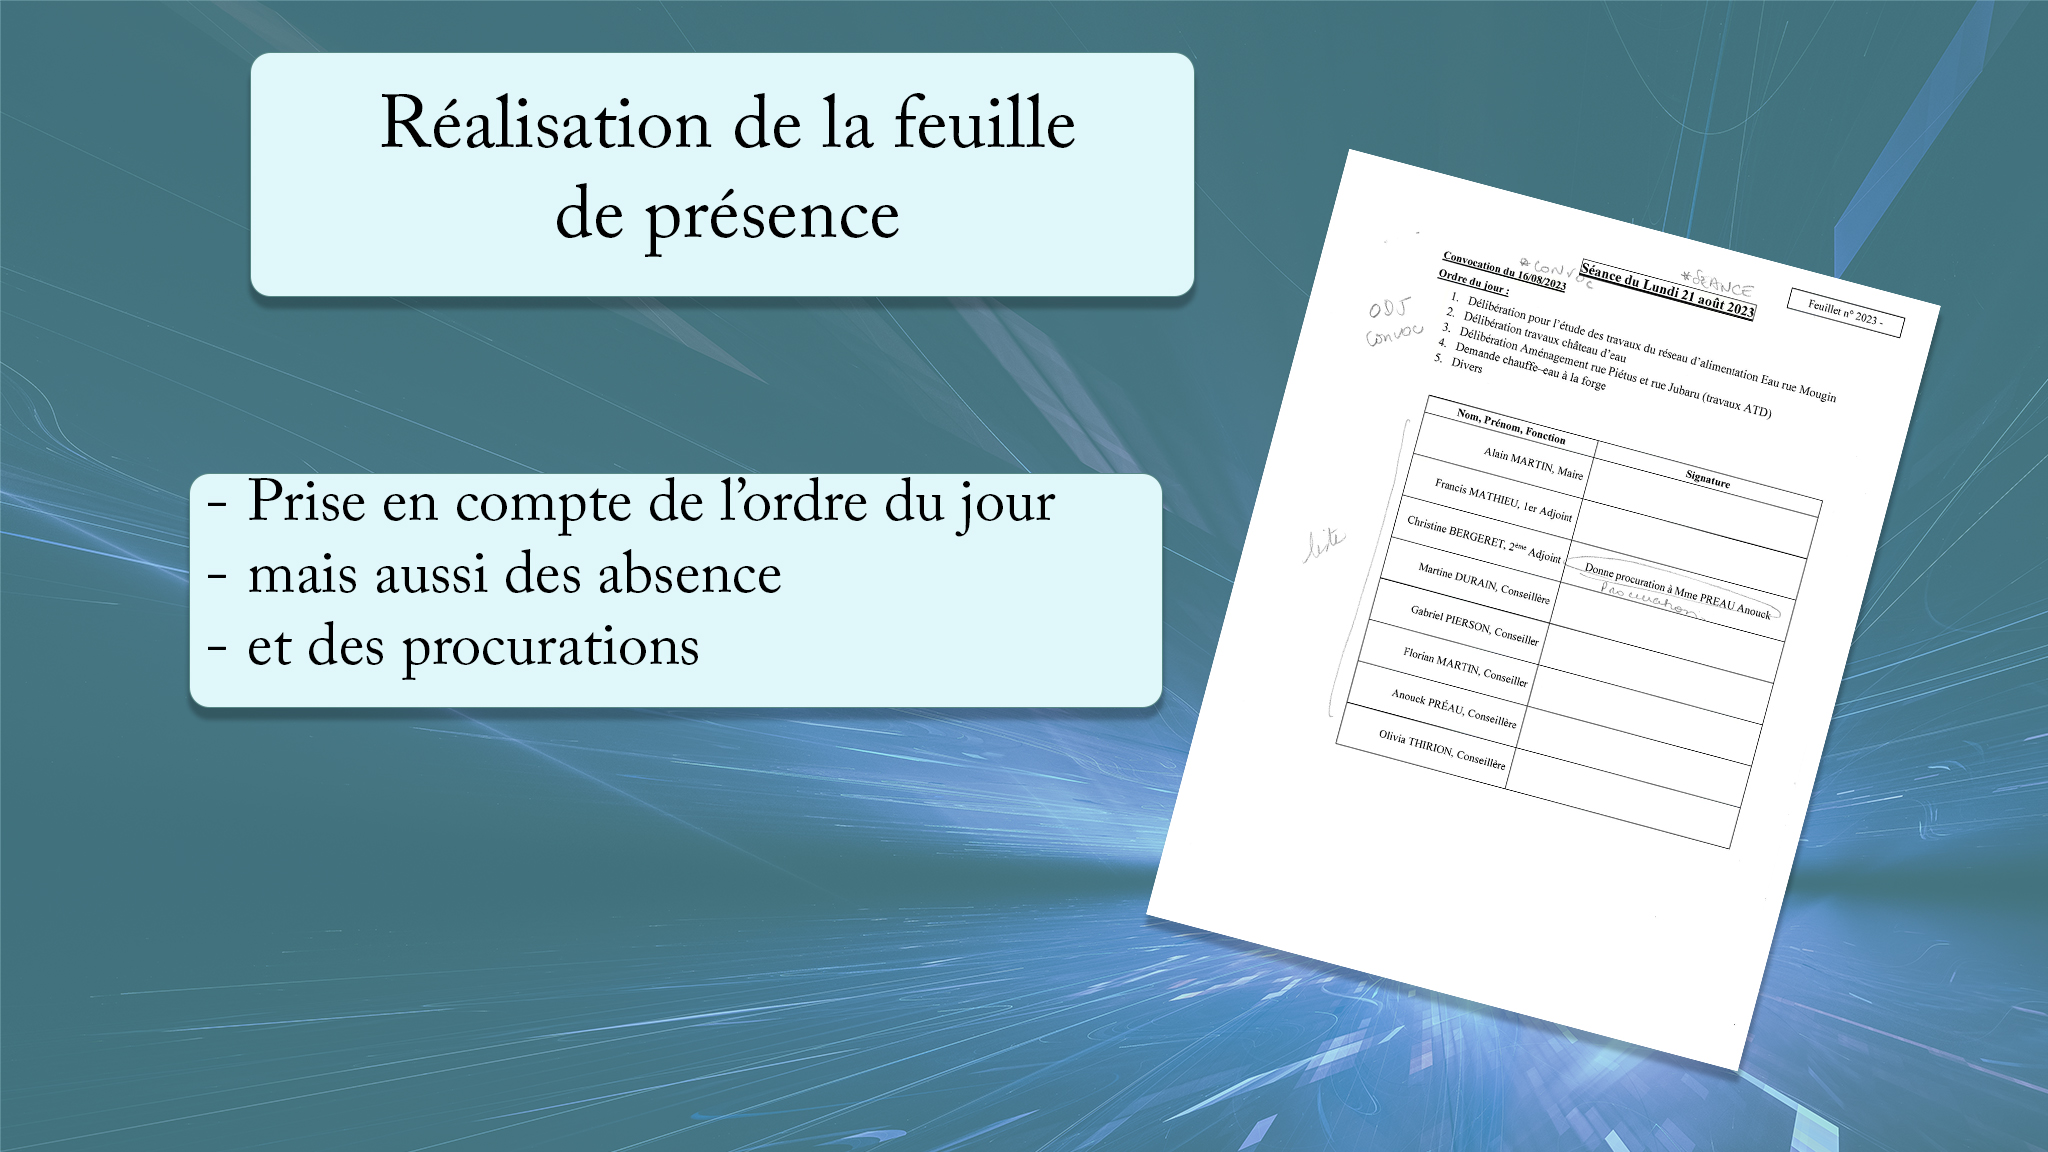 Réalisation de la feuille
de présence
- Prise en compte de l’ordre du jour
- mais aussi des absence
- et des procurations
*CONVOC
*SEANCE
Convocation du 16/08/2023
Séance du Lundi 21 août 2023
Feuillet n° 2023 -
Ordre du jour :
ODJ
convoc
1. Délibération pour l’étude des travaux du réseau d’alimentation Eau rue Mougin
2. Délibération travaux château d’eau
3. Délibération Aménagement rue Piétus et rue Jubaru (travaux ATD)
4. Demande chauffe-eau à la forge
5. Divers
Nom, Prénom, Fonction
Signature
Alain MARTIN, Maire
Francis MATHIEU, 1er Adjoint
Christine BERGERET, 2ème Adjoint
Donne procuration à Mme PREAU Anouck
Procuration
liste
Martine DURAIN, Conseillère
Gabriel PIERSON, Conseiller
Florian MARTIN, Conseiller
Anouck PRÉAU, Conseillère
Olivia THIRION, Conseillère